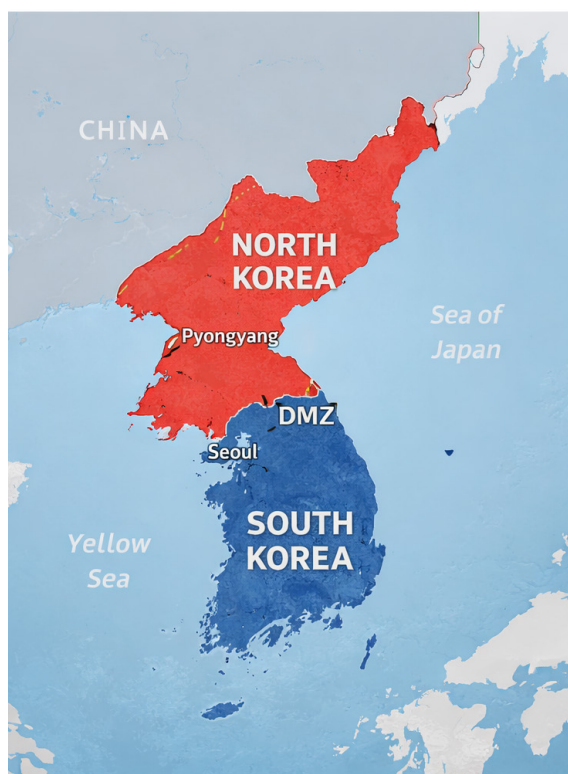 CHINA
NORTH
KOREA
Sea of
Japan
Pyongyang
DMZ
Seoul
SOUTH
KOREA
Yellow
Sea